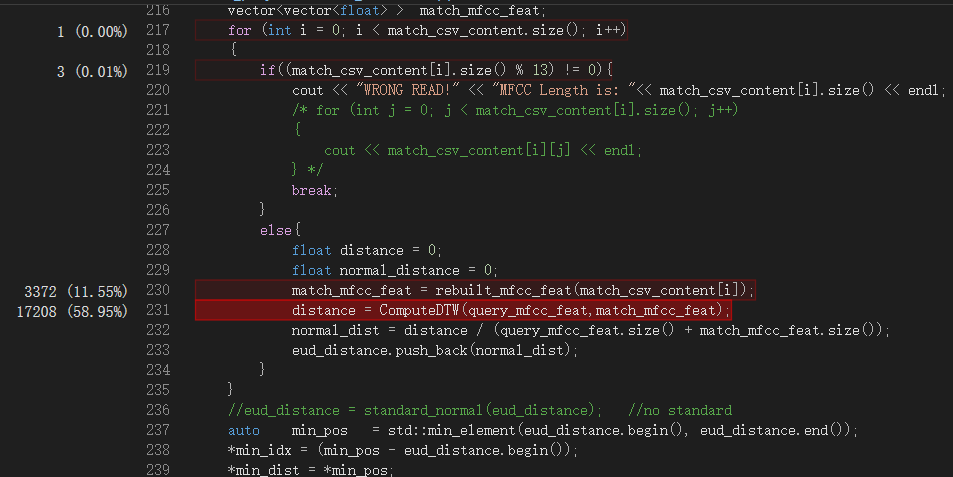 216 vector<vector<float> > match_mfcc_feat;
1 (0.00%) 217 for (int i = 0; i < match_csv_content.size(); i++)
218 {
3 (0.01%) 219 if((match_csv_content[i].size() % 13) != 0){
220 cout << "WRONG READ!" << "MFCC Length is: "<< match_csv_content[i].size() << endl;
221 /* for (int j = 0; j < match_csv_content[i].size(); j++)
222 {
223 cout << match_csv_content[i][j] << endl;
224 } */
225 break;
226 }
227 else{
228 float distance = 0;
229 float normal_distance = 0;
3372 (11.55%) 230 match_mfcc_feat = rebuilt_mfcc_feat(match_csv_content[i]);
17208 (58.95%) 231 distance = ComputeDTW(query_mfcc_feat,match_mfcc_feat);
232 normal_dist = distance / (query_mfcc_feat.size() + match_mfcc_feat.size());
233 eud_distance.push_back(normal_dist);
234 }
235 }
236 //eud_distance = standard_normal(eud_distance); //no standard
237 auto min_pos = std::min_element(eud_distance.begin(), eud_distance.end());
238 *min_idx = (min_pos - eud_distance.begin());
239 *min_dist = *min_pos;